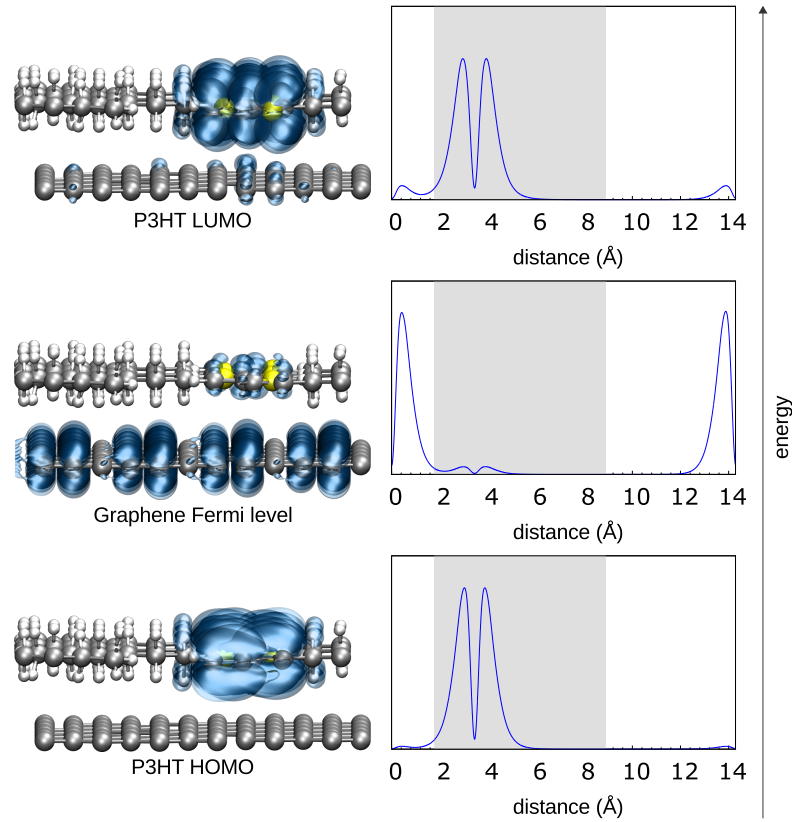 P3HT LUMO
0 2 4 6 8 10 12 14
distance (Å)
Graphene Fermi level
0 2 4 6 8 10 12 14
distance (Å)
P3HT HOMO
0 2 4 6 8 10 12 14
distance (Å)
energy